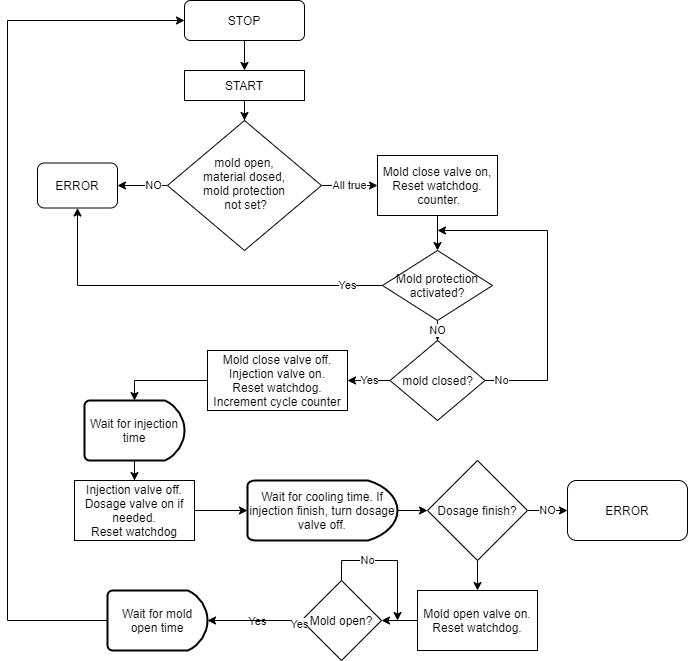 STOP
START
mold open,
material dosed,
mold protection
not set?
NO
ERROR
All true
Mold close valve on,
Reset watchdog.
counter.
Mold protection
activated?
Yes
NO
mold closed?
No
Yes
Mold close valve off.
Injection valve on.
Reset watchdog.
Increment cycle counter
Wait for injection
time
Injection valve off.
Dosage valve on if
needed.
Reset watchdog
Wait for cooling time. If
injection finish, turn dosage
valve off.
Dosage finish?
NO
ERROR
Mold open valve on.
Reset watchdog.
No
Mold open?
Yes
Yes
Wait for mold
open time